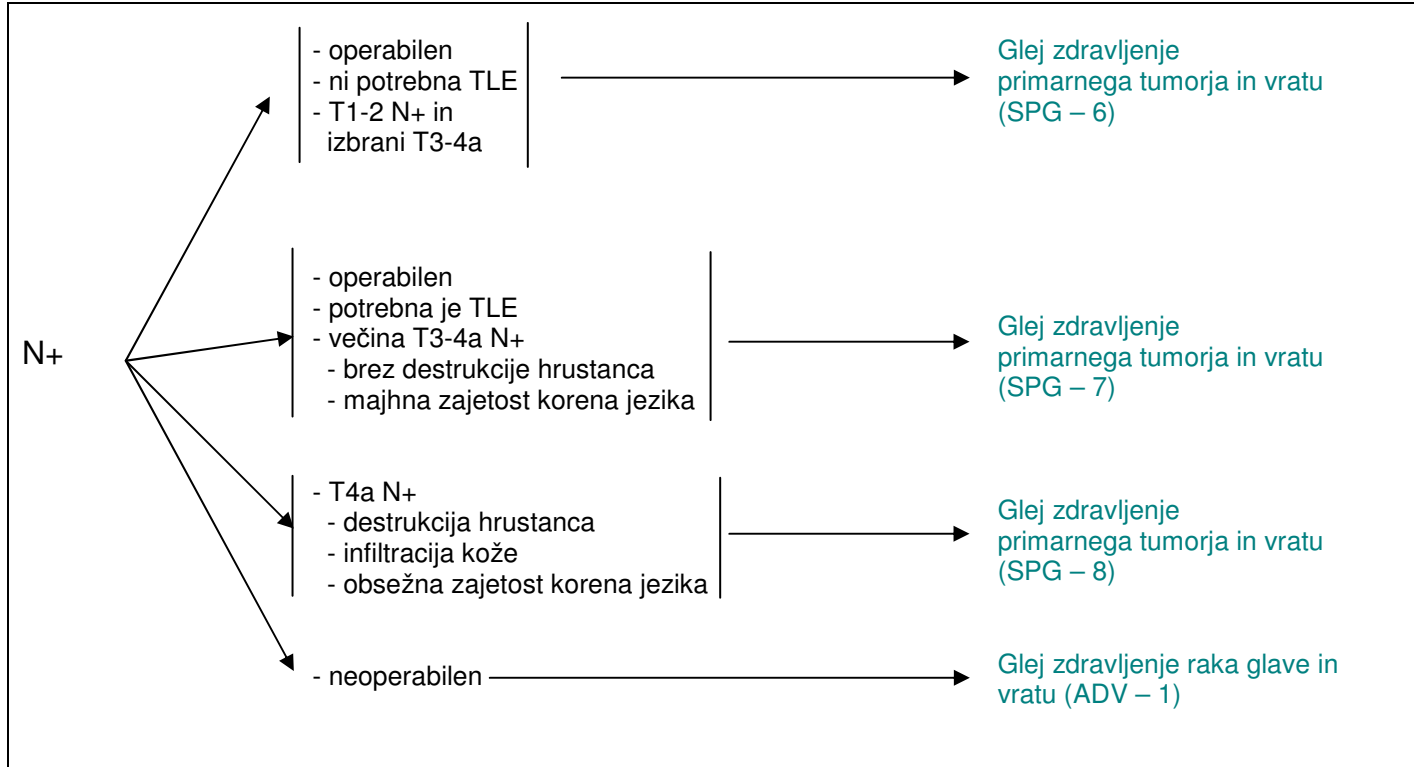 N+
- operabilen
- ni potrebna TLE
- T1-2 N+ in
izbrani T3-4a
Glej zdravljenje
primarnega tumorja in vratu
(SPG – 6)
- operabilen
- potrebna je TLE
- večina T3-4a N+
- brez destrukcije hrustanca
- majhna zajetost korena jezika
Glej zdravljenje
primarnega tumorja in vratu
(SPG – 7)
- T4a N+
- destrukcija hrustanca
- infiltracija kože
- obsežna zajetost korena jezika
Glej zdravljenje
primarnega tumorja in vratu
(SPG – 8)
- neoperabilen
Glej zdravljenje raka glave in
vratu (ADV – 1)